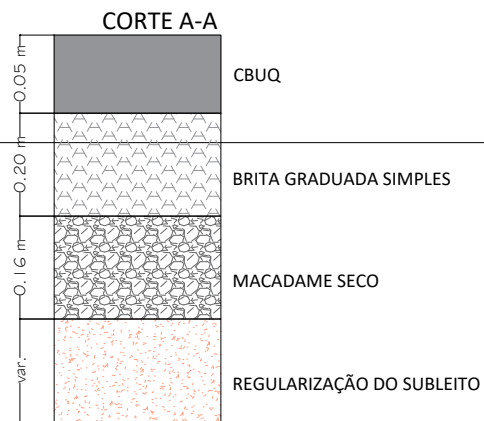 CORTE A-A
0.05 m
CBUQ
0.20 m
BRITA GRADUADA SIMPLES
0.16 m
MACADAME SECO
var.
REGULARIZAÇÃO DO SUBLEITO